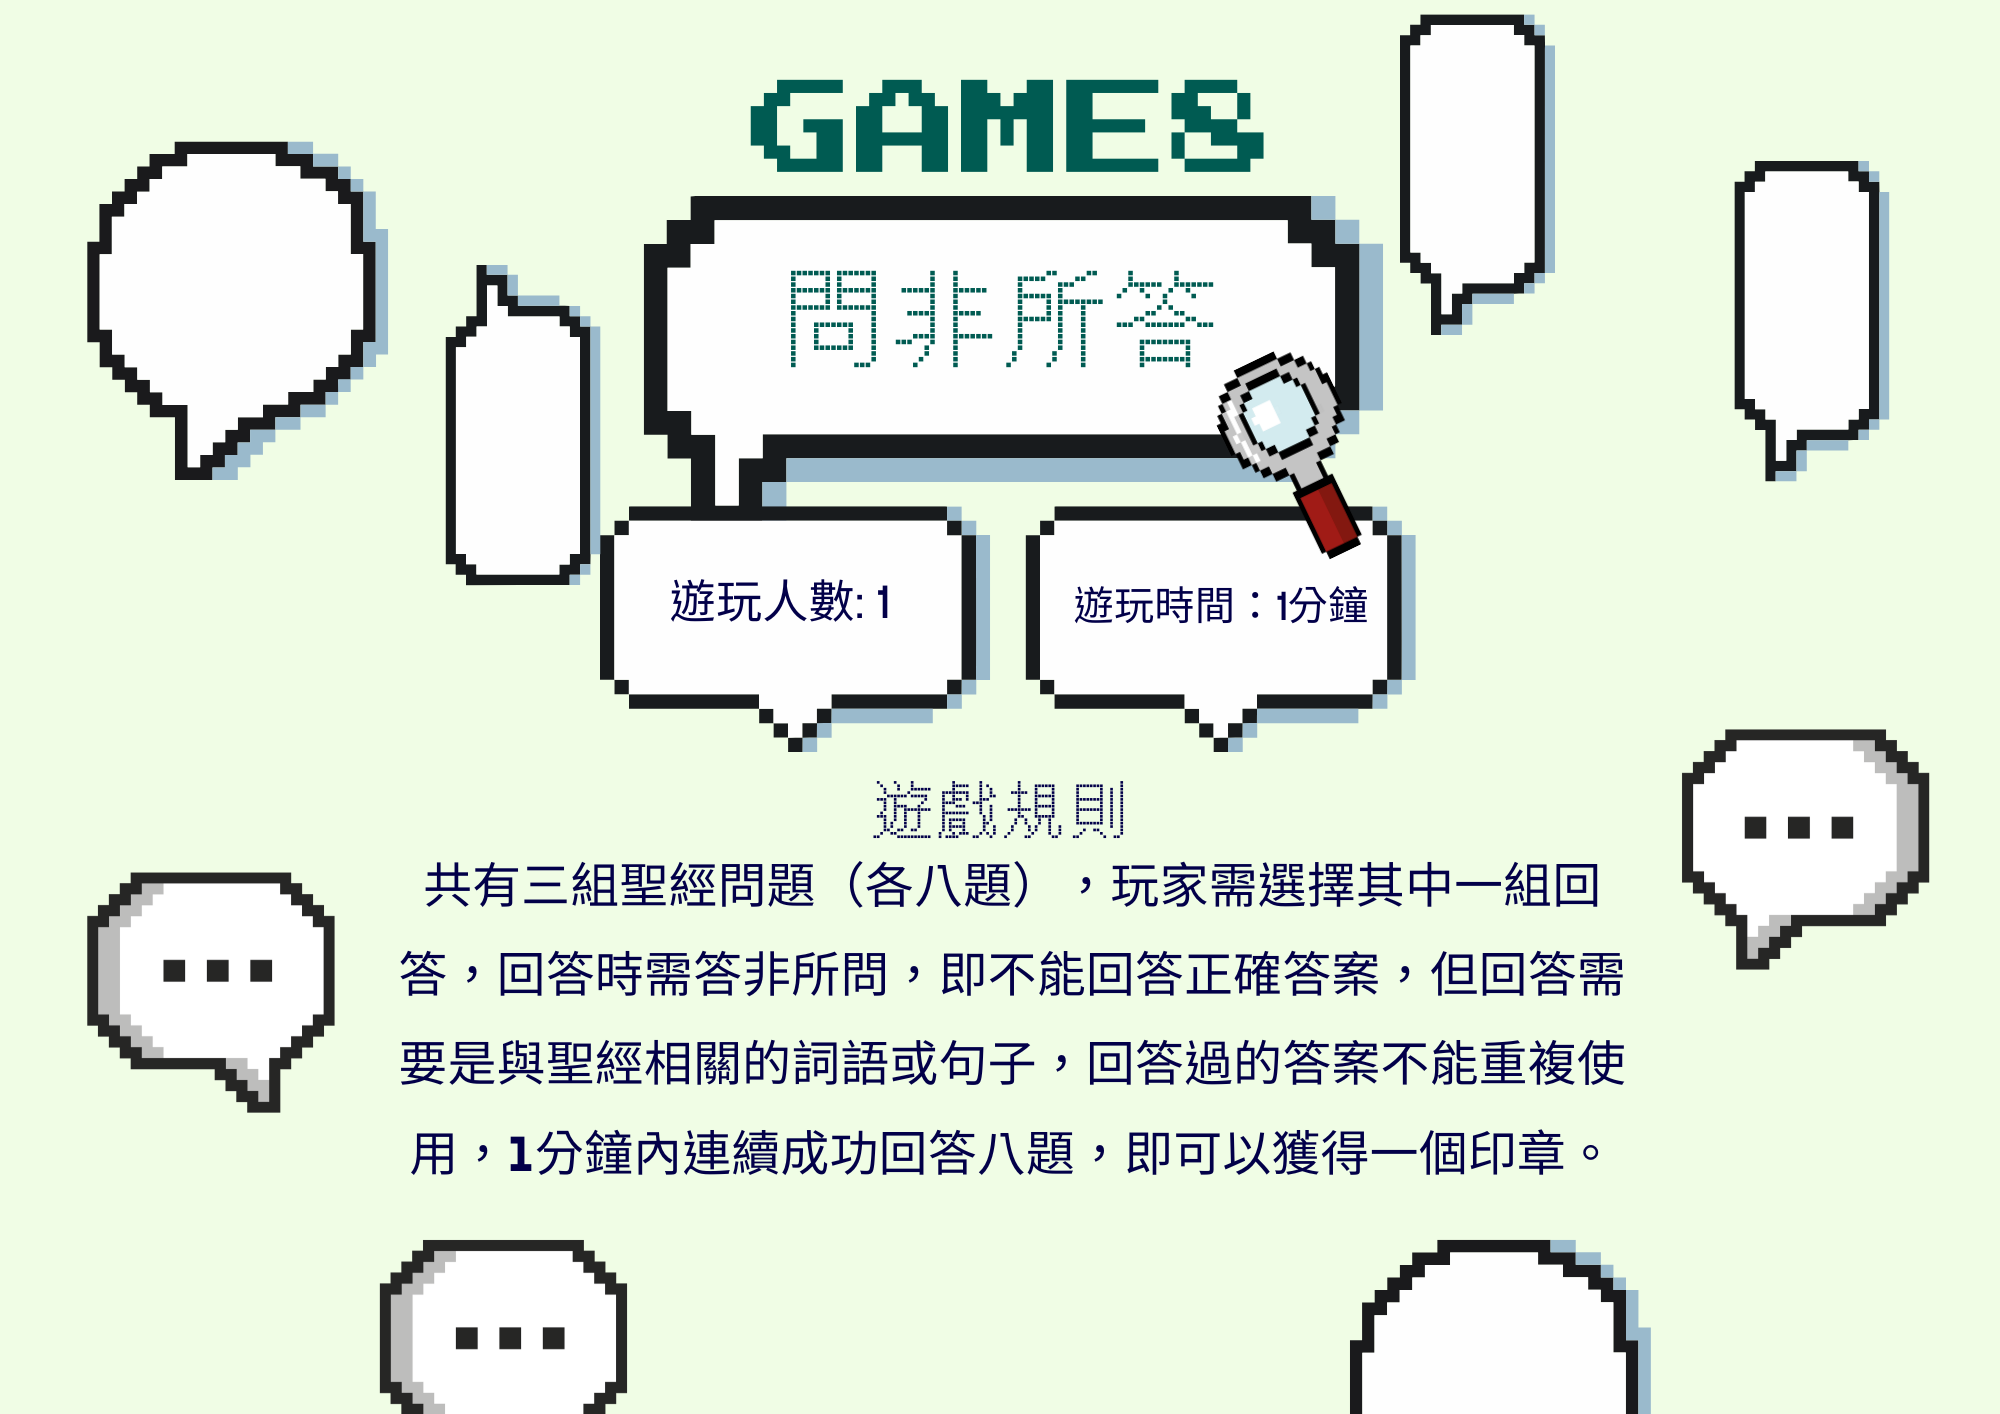 GAMES
問非所答
遊玩人數: 1
遊玩時間：1分鐘
遊戲規則
共有三組聖經問題（各八題），玩家需選擇其中一組回
答，回答時需答非所問，即不能回答正確答案，但回答需
要是與聖經相關的詞語或句子，回答過的答案不能重複使
用，1分鐘內連續成功回答八題，即可以獲得一個印章。